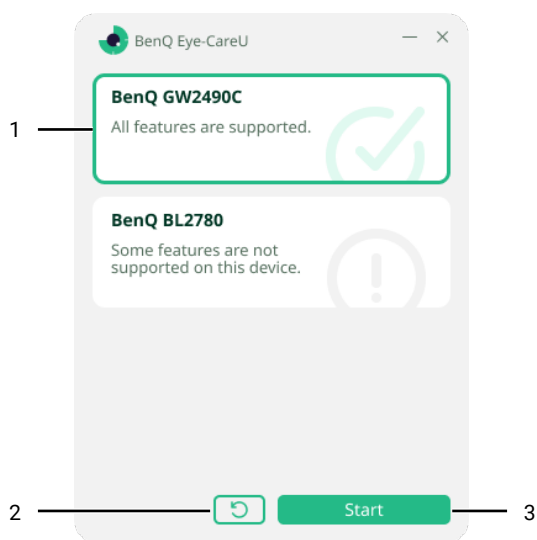 BenQ Eye-CareU
BenQ GW2490C
1
All features are supported.
BenQ BL2780
Some features are not
supported on this device.
2
Start
3